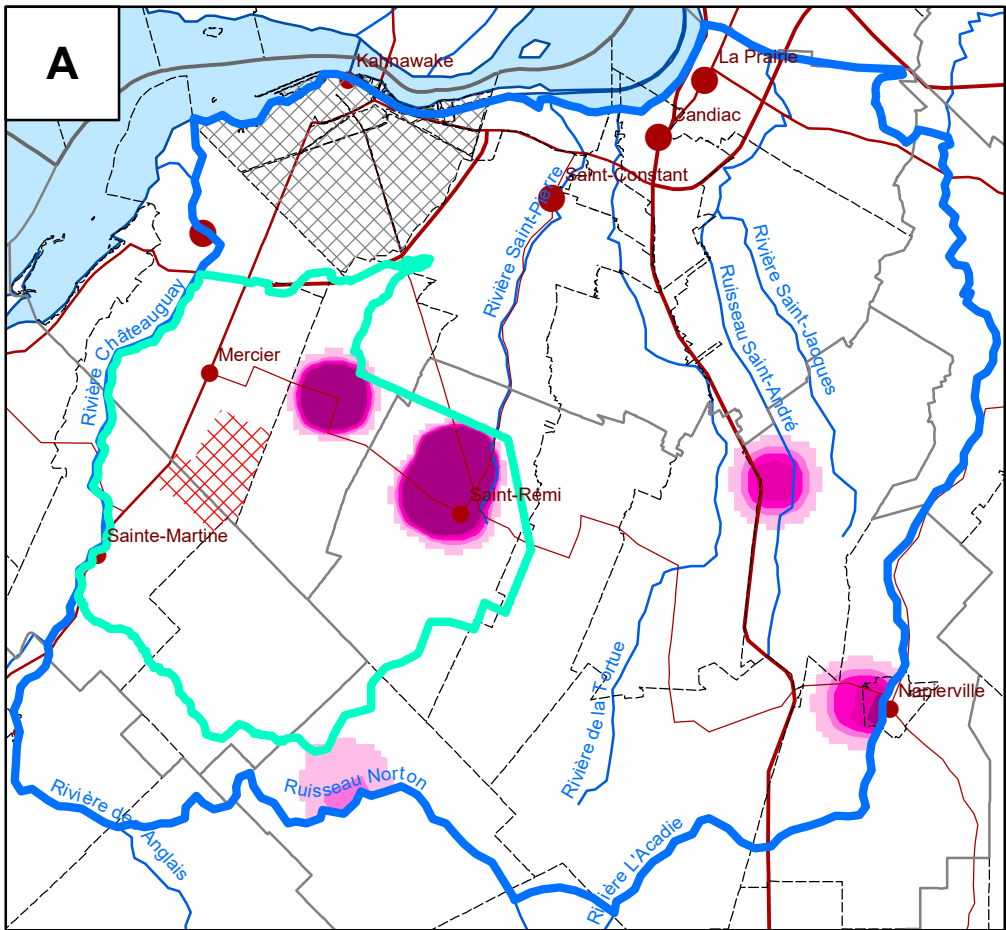 A
Kahnawake
La Prairie
Candiac
Saint-Constant
Rivière Saint-Pierre
Rivière Saint-Jacques
Ruisseau Saint-André
Rivière Châteauguay
Mercier
Saint-Rémi
Sainte-Martine
Rivière de la Tortue
Napierville
Ruisseau Norton
Rivière des Anglais
Rivière L'Acadie